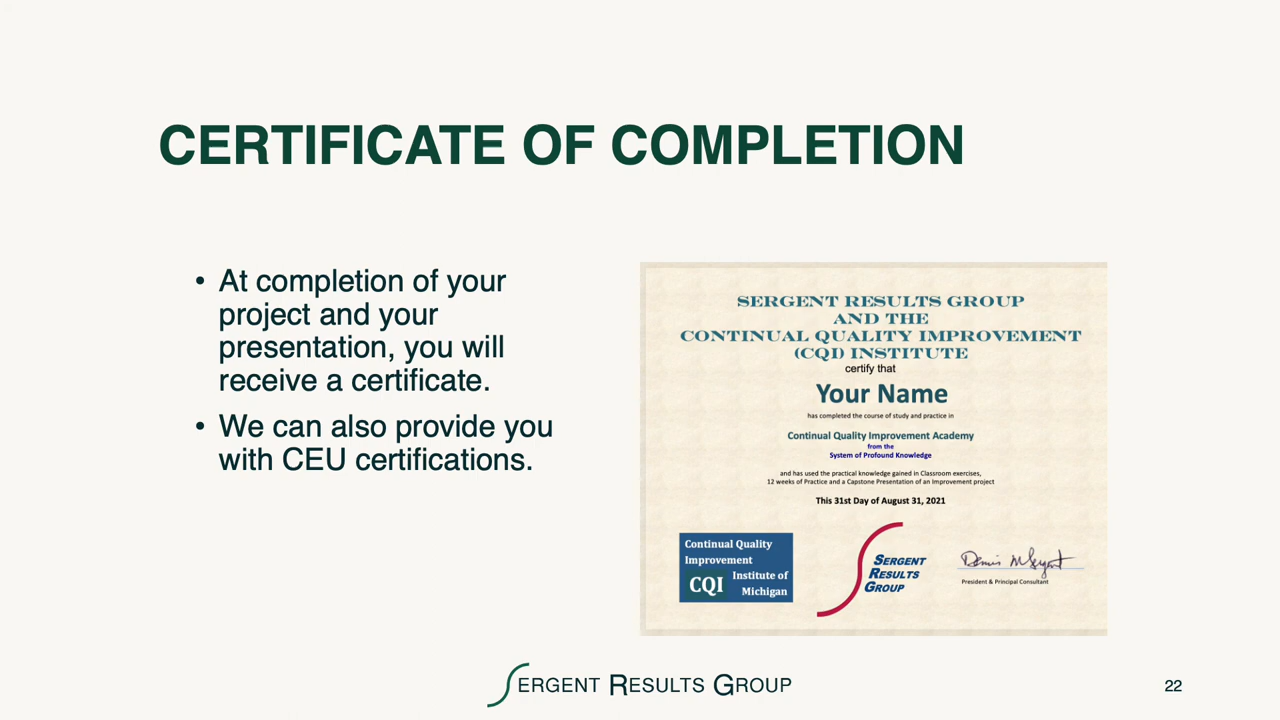 CERTIFICATE OF COMPLETION
• At completion of your
project and your
presentation, you will
receive a certificate.
• We can also provide you
with CEU certifications.
SERGENT RESULTS GROUP
AND THE
CONTINUAL QUALITY IMPROVEMENT
(CQI) INSTITUTE
certify that
Your Name
has completed the course of study and practice in
Continual Quality Improvement Academy
from the
System of Profound Knowledge
and has used the practical knowledge gained in Classroom exercises,
12 weeks of Practice and a Capstone Presentation of an Improvement project
This 31st Day of August 31, 2021
Continual Quality
Improvement
CQI Institute of
Michigan
SERGENT
RESULTS
GROUP
Dennis M Sergent
President & Principal Consultant
SERGENT RESULTS GROUP
22